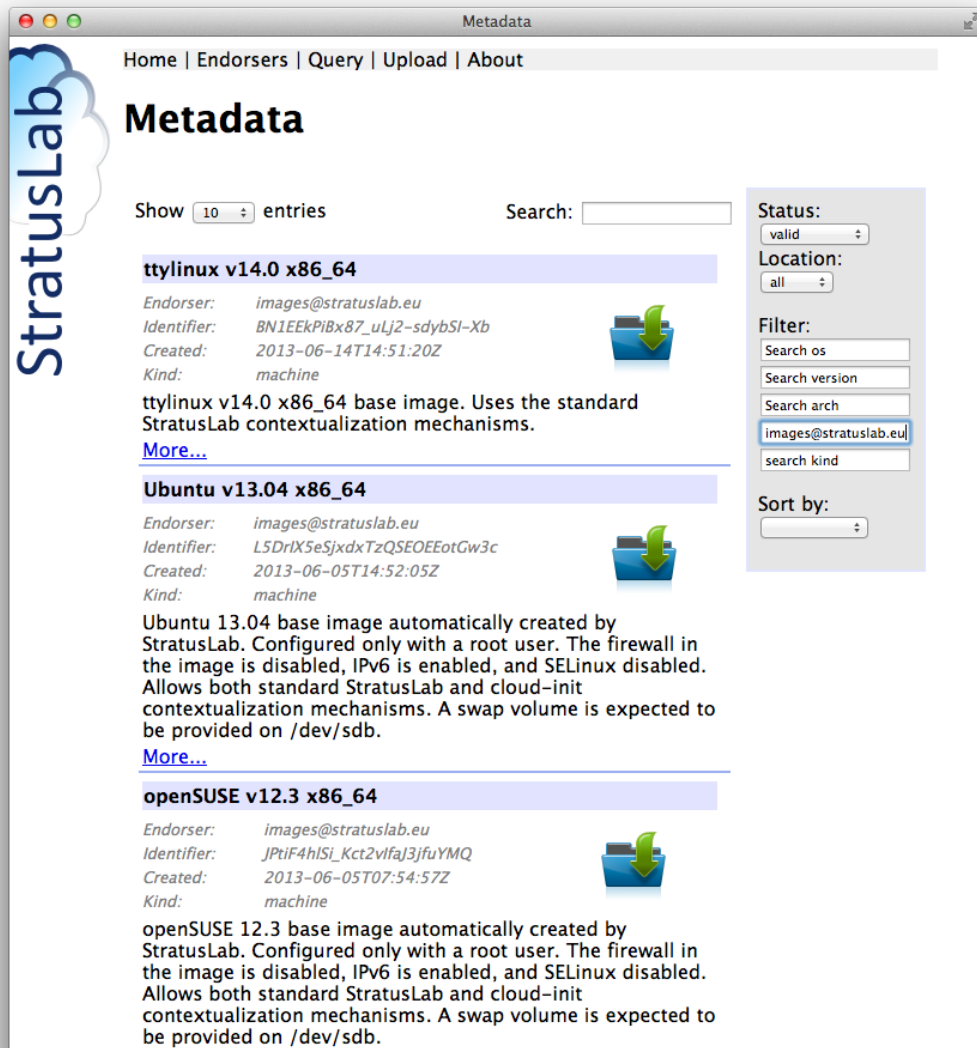 Metadata
StratusLab
Home | Endorsers | Query | Upload | About
Metadata
Show 10 entries
Search:
ttylinux v14.0 x86_64
Endorser: images@stratuslab.eu
Identifier: BN1EEkPiBx87_uLj2-sdybSI-Xb
Created: 2013-06-14T14:51:20Z
Kind: machine
ttylinux v14.0 x86_64 base image. Uses the standard
StratusLab contextualization mechanisms.
More...
Ubuntu v13.04 x86_64
Endorser: images@stratuslab.eu
Identifier: L5DrIX5eSjxdxTzQSEOEEotGw3c
Created: 2013-06-05T14:52:05Z
Kind: machine
Ubuntu 13.04 base image automatically created by
StratusLab. Configured only with a root user. The firewall in
the image is disabled, IPv6 is enabled, and SELinux disabled.
Allows both standard StratusLab and cloud-init
contextualization mechanisms. A swap volume is expected to
be provided on /dev/sdb.
More...
openSUSE v12.3 x86_64
Endorser: images@stratuslab.eu
Identifier: JPtiF4hlSi_Kct2vlfaJ3jfuYMQ
Created: 2013-06-05T07:54:57Z
Kind: machine
openSUSE 12.3 base image automatically created by
StratusLab. Configured only with a root user. The firewall in
the image is disabled, IPv6 is enabled, and SELinux disabled.
Allows both standard StratusLab and cloud-init
contextualization mechanisms. A swap volume is expected to
be provided on /dev/sdb.
Status:
valid
Location:
all
Filter:
Search os
Search version
Search arch
images@stratuslab.eu
search kind
Sort by: